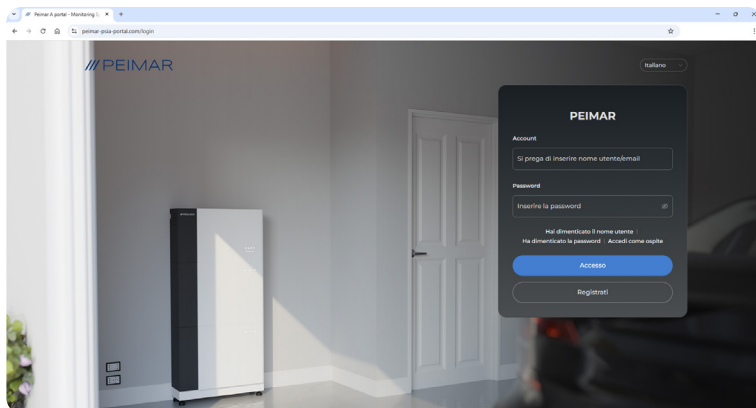 Peimar A portal - Monitoring
peimar-psia-portal.com/login
PEIMAR
Italiano
PEIMAR
Account
Si prega di inserire nome utente/email
Password
Inserire la password
Hai dimenticato il nome utente |
Ha dimenticato la password | Accedi come ospite
Accesso
Registrati